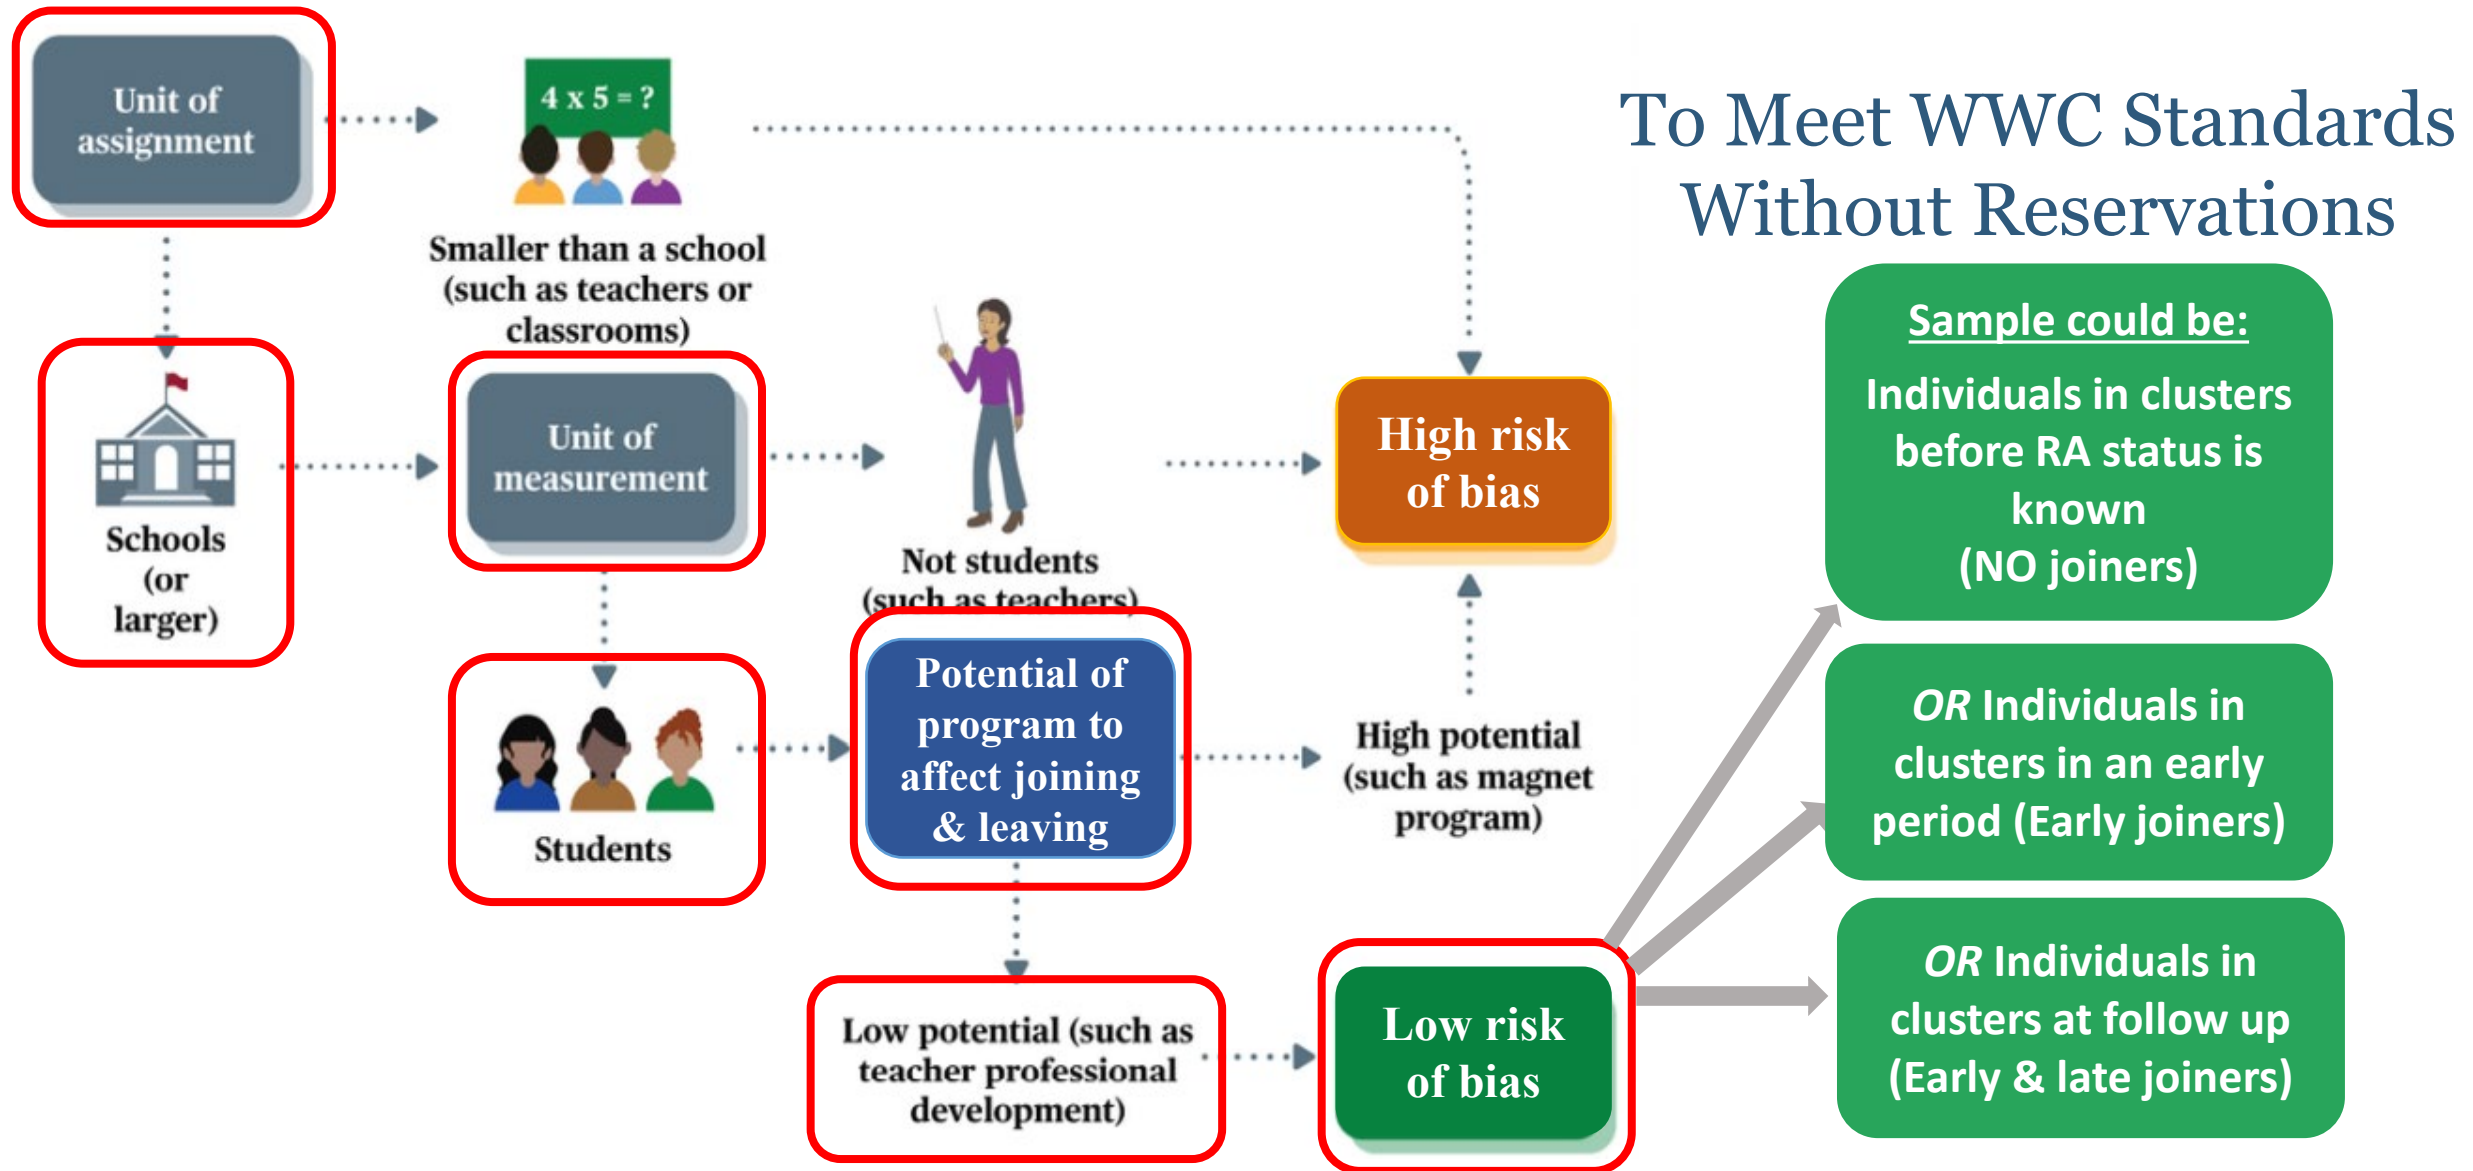 Unit of
assignment
4 x 5 = ?
Smaller than a school
(such as teachers or
classrooms)
To Meet WWC Standards
Without Reservations
Schools
(or
larger)
Unit of
measurement
Not students
(such as teachers)
High risk
of bias
Students
Potential of
program to
affect joining
& leaving
High potential
(such as magnet
program)
Low potential (such as
teacher professional
development)
Low risk
of bias
Sample could be:
Individuals in clusters
before RA status is
known
(NO joiners)
OR Individuals in
clusters in an early
period (Early joiners)
OR Individuals in
clusters at follow up
(Early & late joiners)